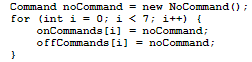 Command noCommand = new NoCommand();
for (int i = 0; i < 7; i++) {
onCommands[i] = noCommand;
offCommands[i] = noCommand;
}